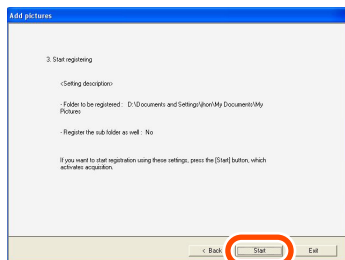 Add pictures
3. Start registering
<Setting description>
- Folder to be registered : D:\Documents and Settings\jhon\My Documents\My
Pictures
- Register the sub folder as well : No
If you want to start registration using these settings, press the [Start] button, which
activates acquisition.
< Back
Start
Exit